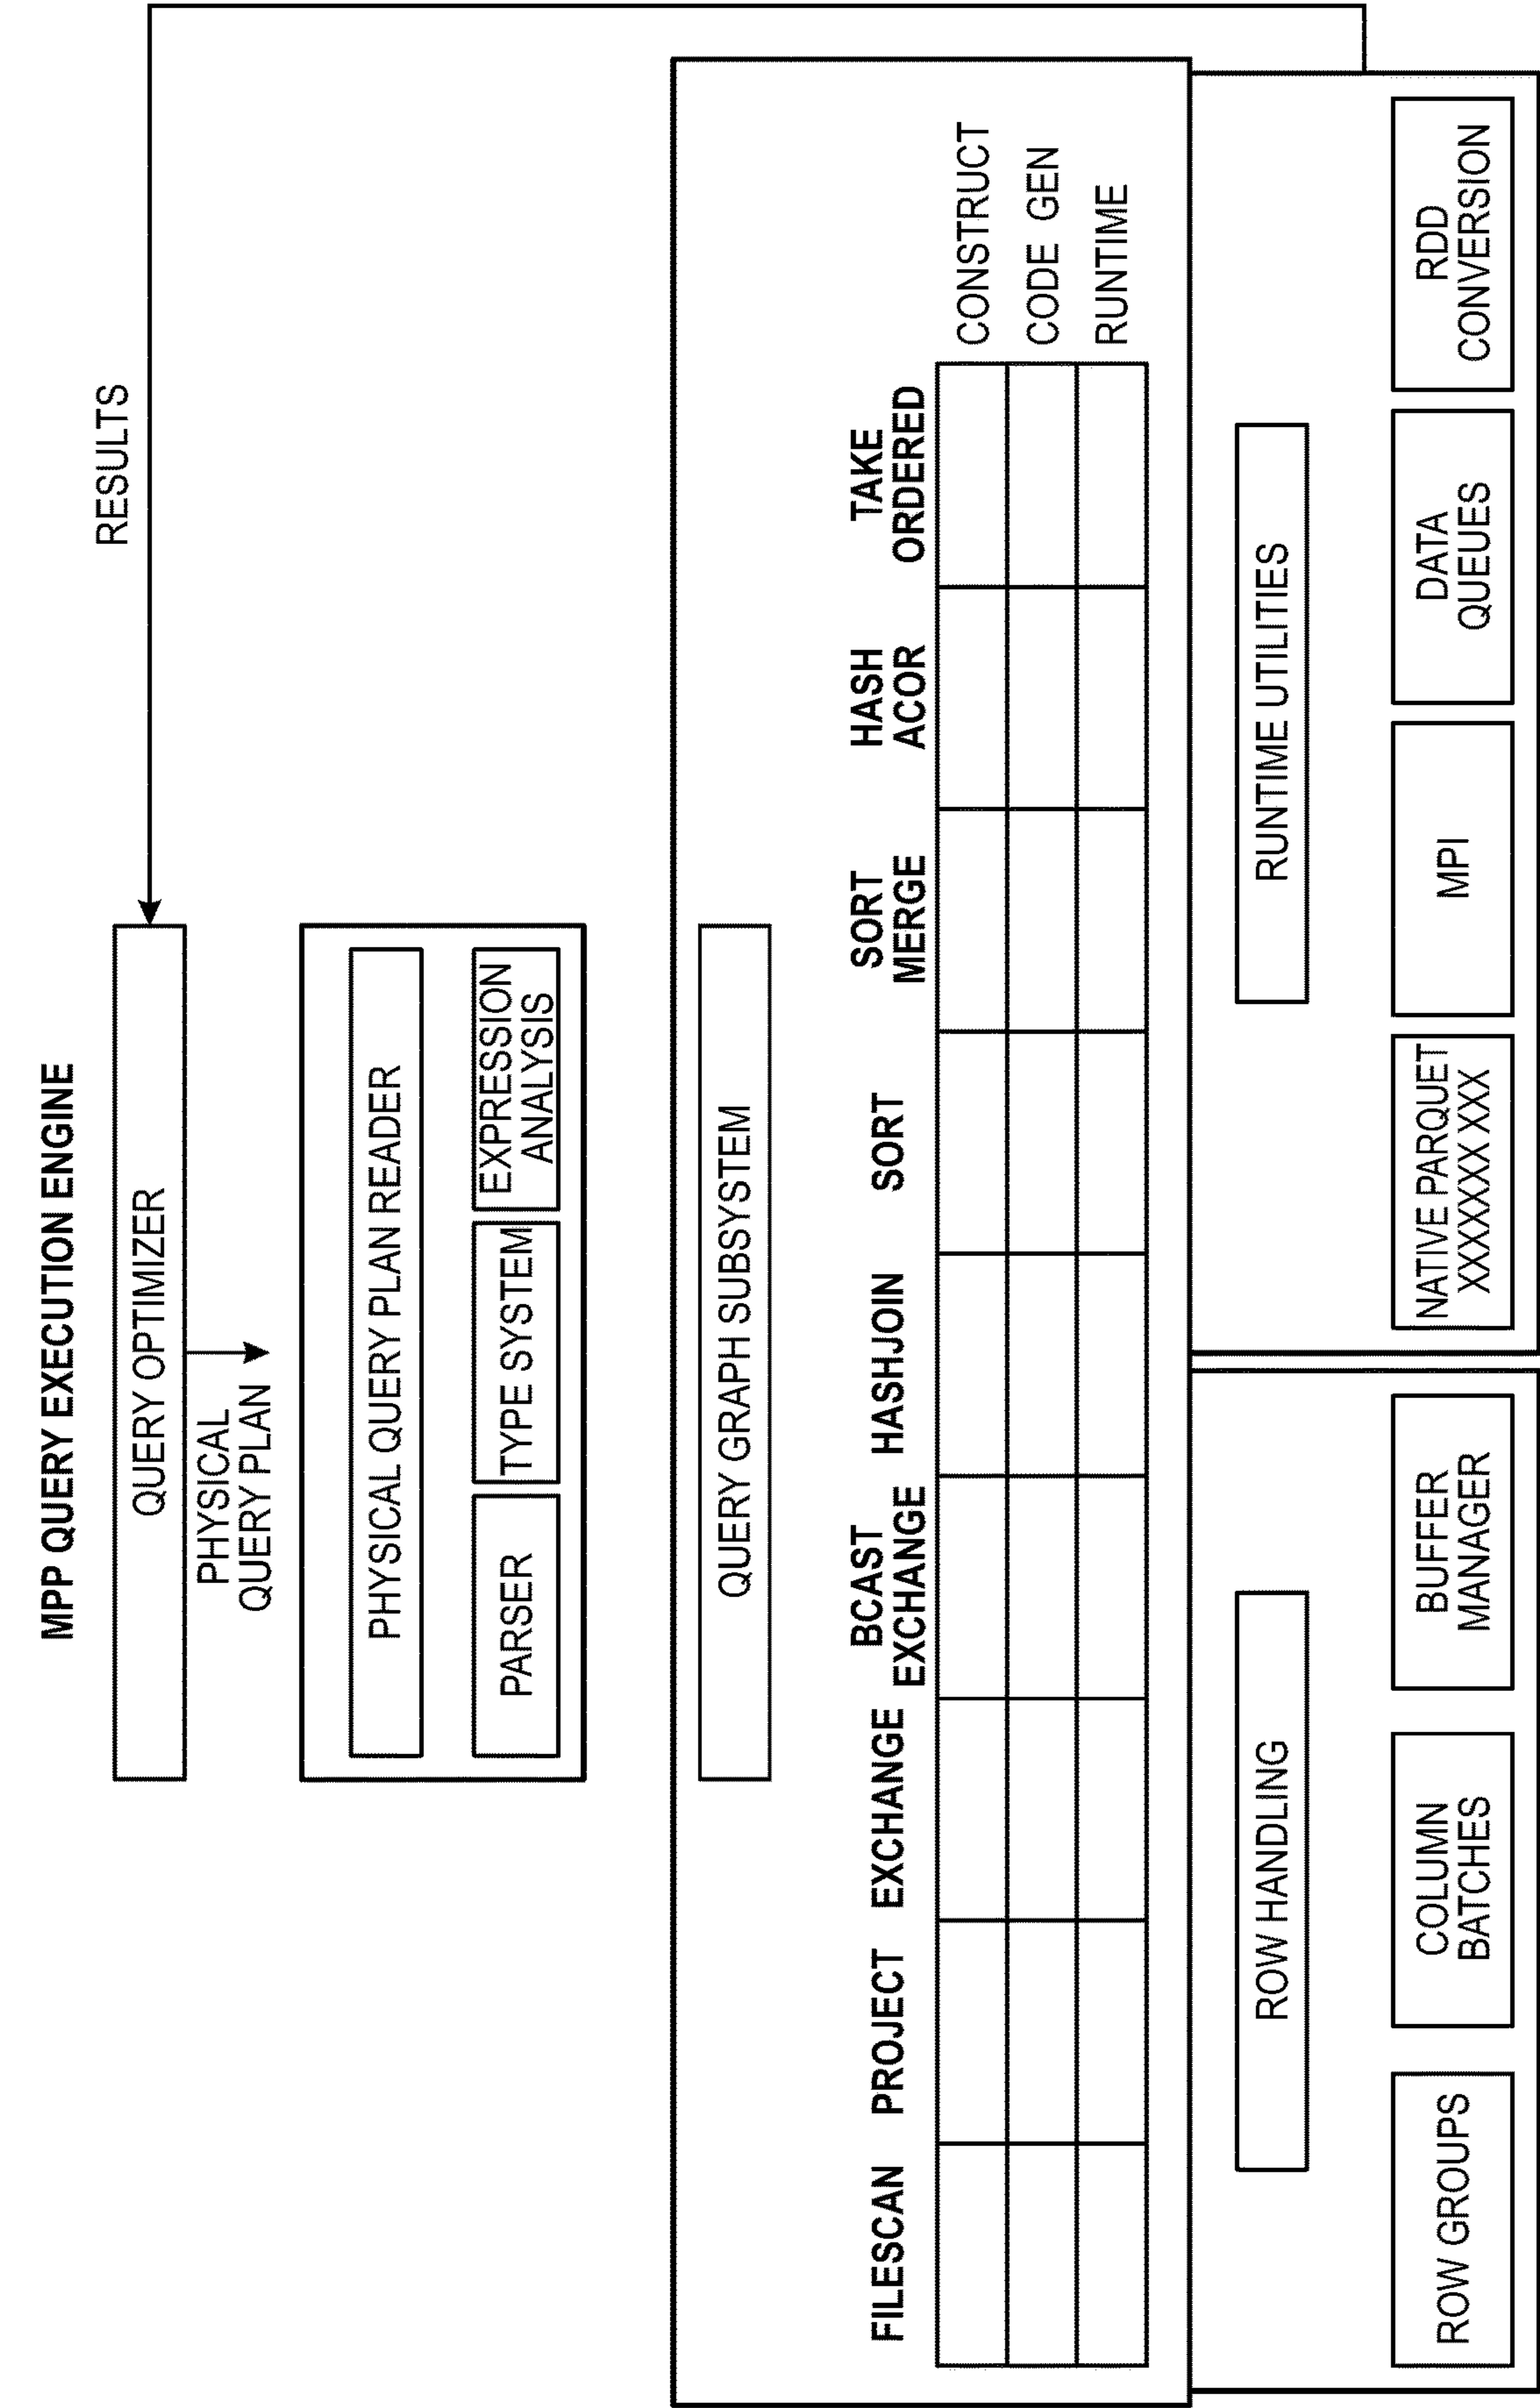 MPP QUERY EXECUTION ENGINE
QUERY OPTIMIZER
RESULTS
PHYSICAL
QUERY PLAN
PHYSICAL QUERY PLAN READER
PARSER
TYPE SYSTEM
EXPRESSION
ANALYSIS
QUERY GRAPH SUBSYSTEM
FILESCAN
PROJECT
EXCHANGE
BCAST
EXCHANGE
HASHJOIN
SORT
SORT
MERGE
HASH
ACOR
TAKE
ORDERED
CONSTRUCT
CODE GEN
RUNTIME
ROW HANDLING
ROW GROUPS
COLUMN
BATCHES
BUFFER
MANAGER
RUNTIME UTILITIES
NATIVE PARQUET
XXXXXXX XXX
MPI
DATA
QUEUES
RDD
CONVERSION